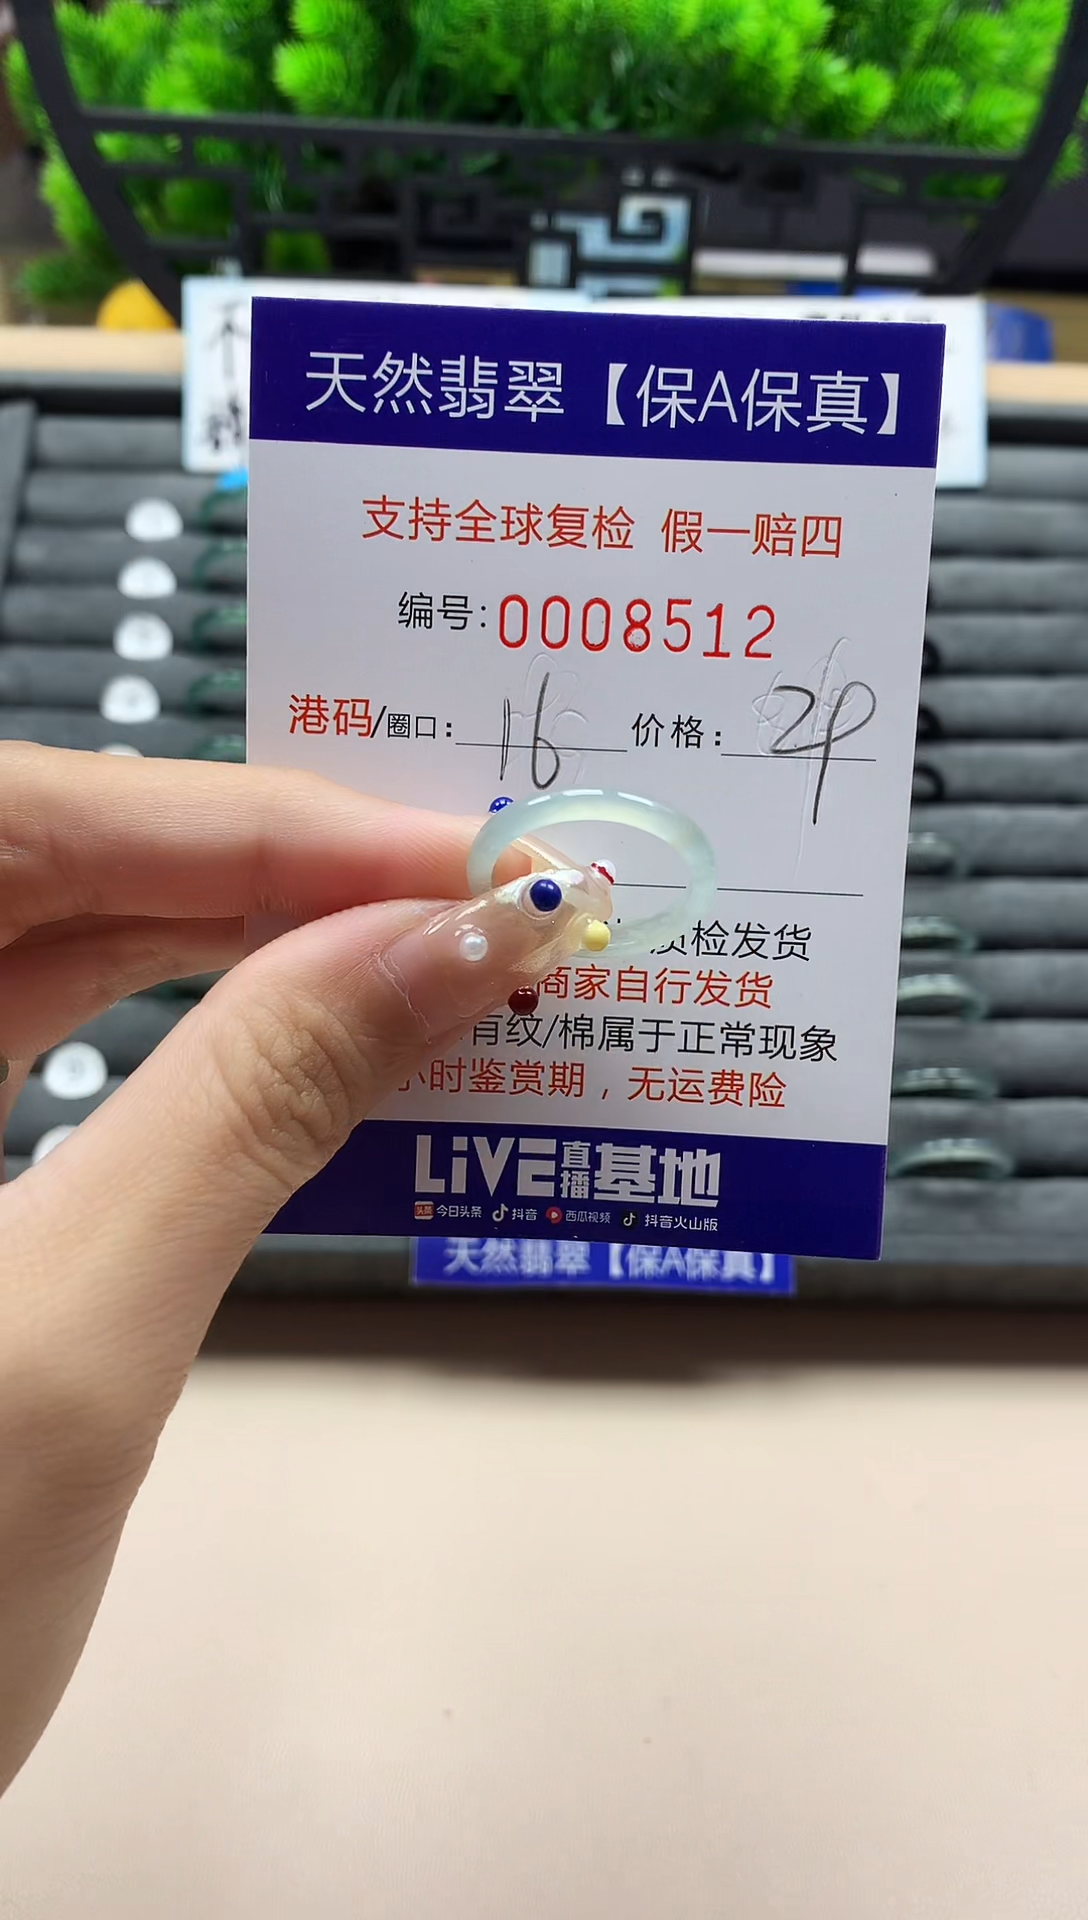 天然翡翠【保A保真】
支持全球复检 假一赔四
编号:0008512
港码/圈口: 16 价格: 29
质检发货
商家自行发货
有纹/棉属于正常现象
小时鉴赏期，无运费险
LiVE直播基地
头条 今日头条 抖音 西瓜视频 抖音火山版
天然翡翠【保A保真】